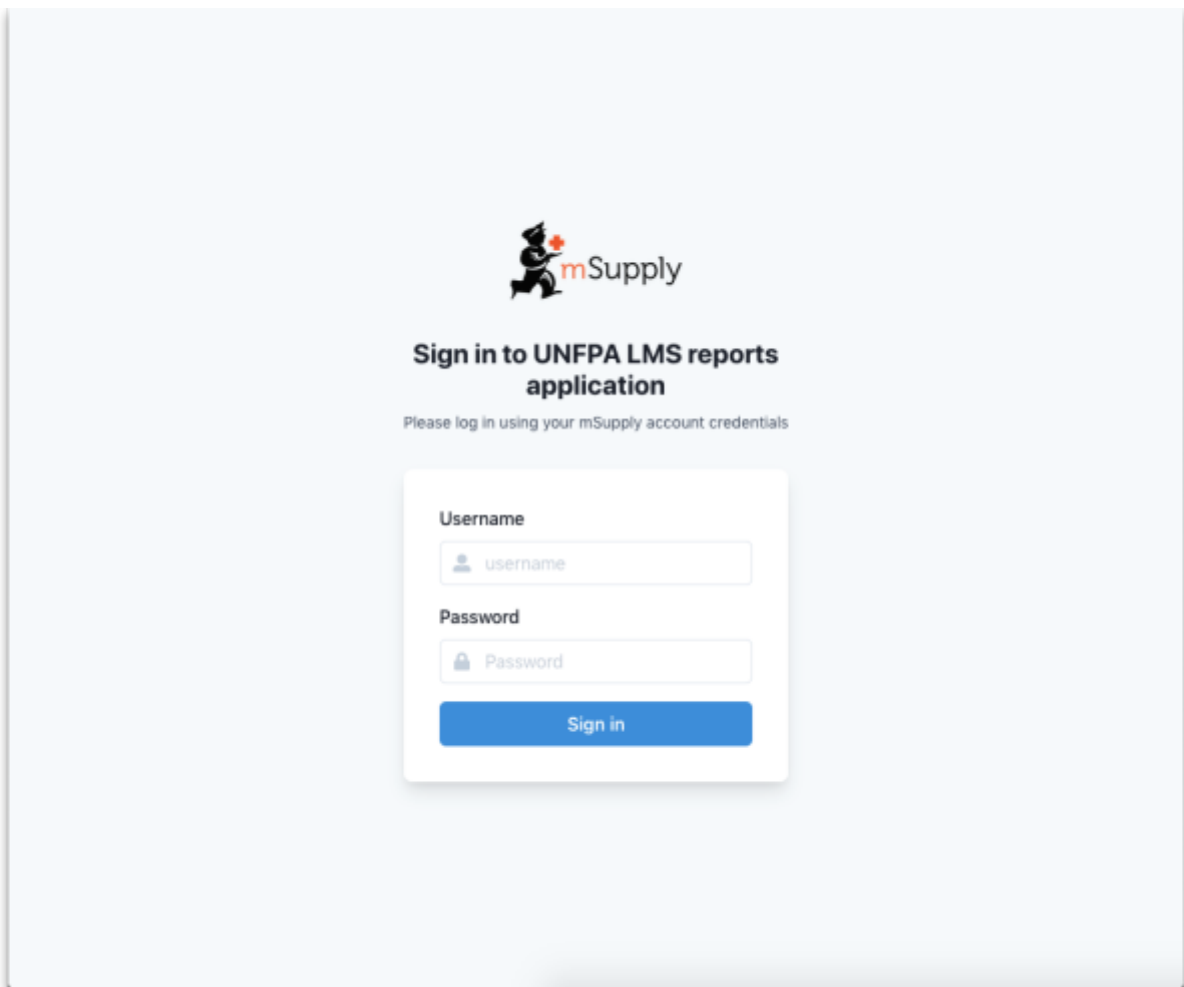 mSupply
Sign in to UNFPA LMS reports
application
Please log in using your mSupply account credentials
Username
username
Password
Password
Sign in